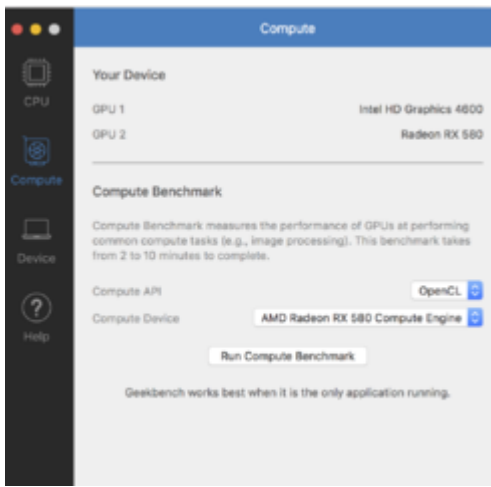 Compute
CPU
Compute
Device
Help
Your Device
GPU 1 Intel HD Graphics 4600
GPU 2 Radeon RX 580
Compute Benchmark
Compute Benchmark measures the performance of GPUs at performing
common compute tasks (e.g., image processing). This benchmark takes
from 2 to 10 minutes to complete.
Compute API OpenCL
Compute Device AMD Radeon RX 580 Compute Engine
Run Compute Benchmark
Geekbench works best when it is the only application running.